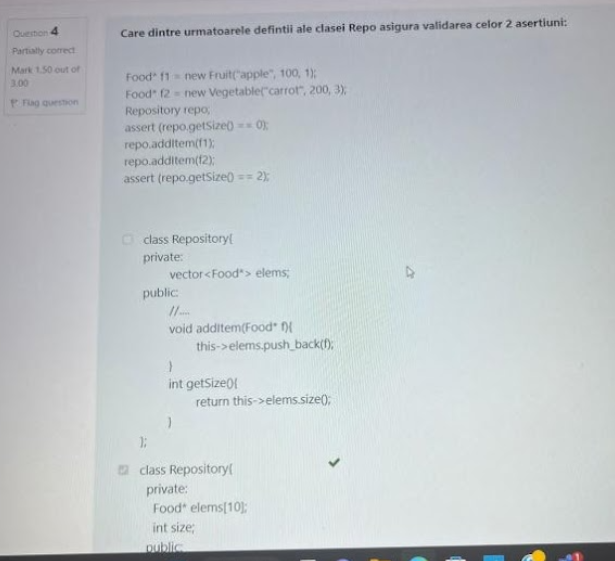 Question 4
Partially correct
Mark 1.50 out of
3.00
Flag question
Care dintre urmatoarele defintii ale clasei Repo asigura validarea celor 2 asertiuni:
Food* f1 = new Fruit("apple", 100, 1);
Food* f2 = new Vegetable("carrot", 200, 3);
Repository repo;
assert (repo.getSize() == 0);
repo.addItem(f1);
repo.addItem(f2);
assert (repo.getSize() == 2);
class Repository{
private:
vector<Food*> elems;
public:
//....
void addItem(Food* f){
this->elems.push_back(f);
}
int getSize(){
return this->elems.size();
}
};
class Repository{
private:
Food* elems[10];
int size;
public:
1